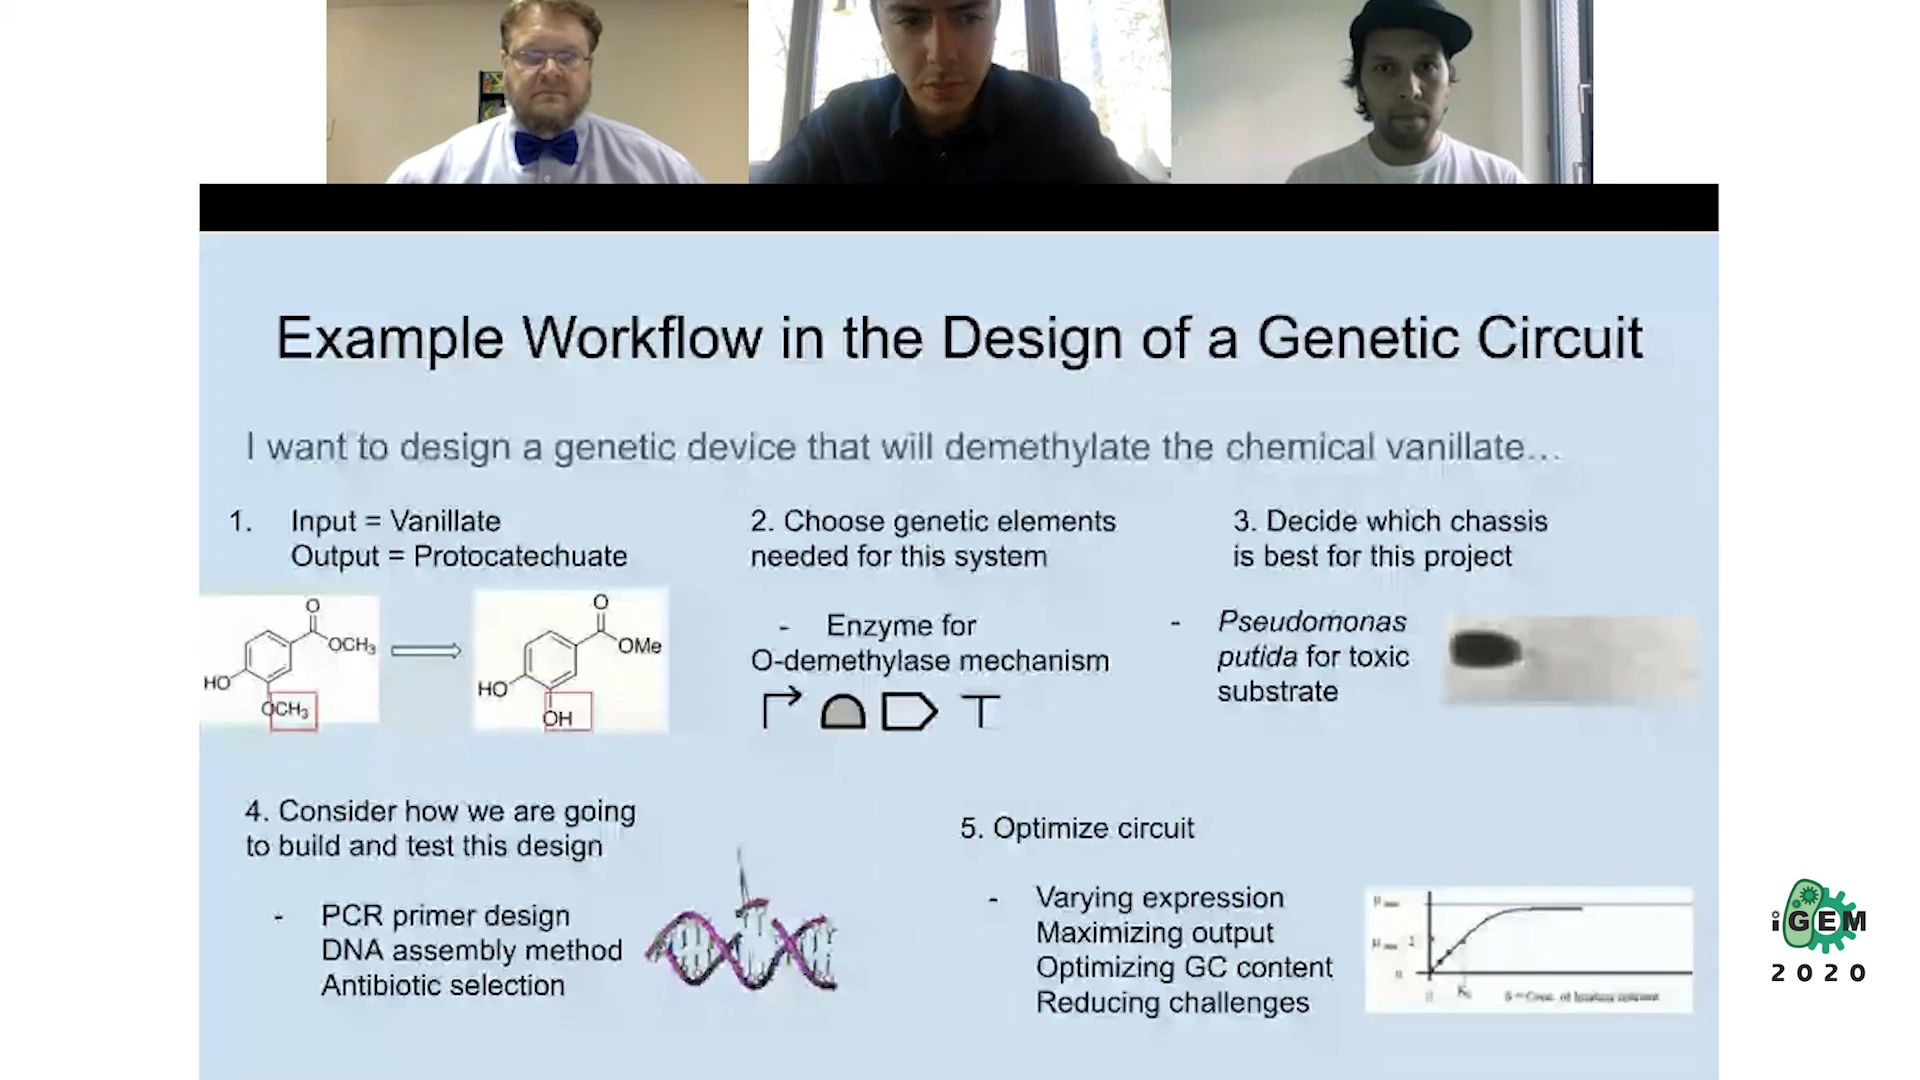 Example Workflow in the Design of a Genetic Circuit
I want to design a genetic device that will demethylate the chemical vanillate...
1. Input = Vanillate
Output = Protocatechuate
O
OCH3
HO
OCH3
O
OMe
HO
OH
2. Choose genetic elements
needed for this system
- Enzyme for
O-demethylase mechanism
3. Decide which chassis
is best for this project
- Pseudomonas
putida for toxic
substrate
4. Consider how we are going
to build and test this design
- PCR primer design
DNA assembly method
Antibiotic selection
5. Optimize circuit
- Varying expression
Maximizing output
Optimizing GC content
Reducing challenges
iGEM
2020